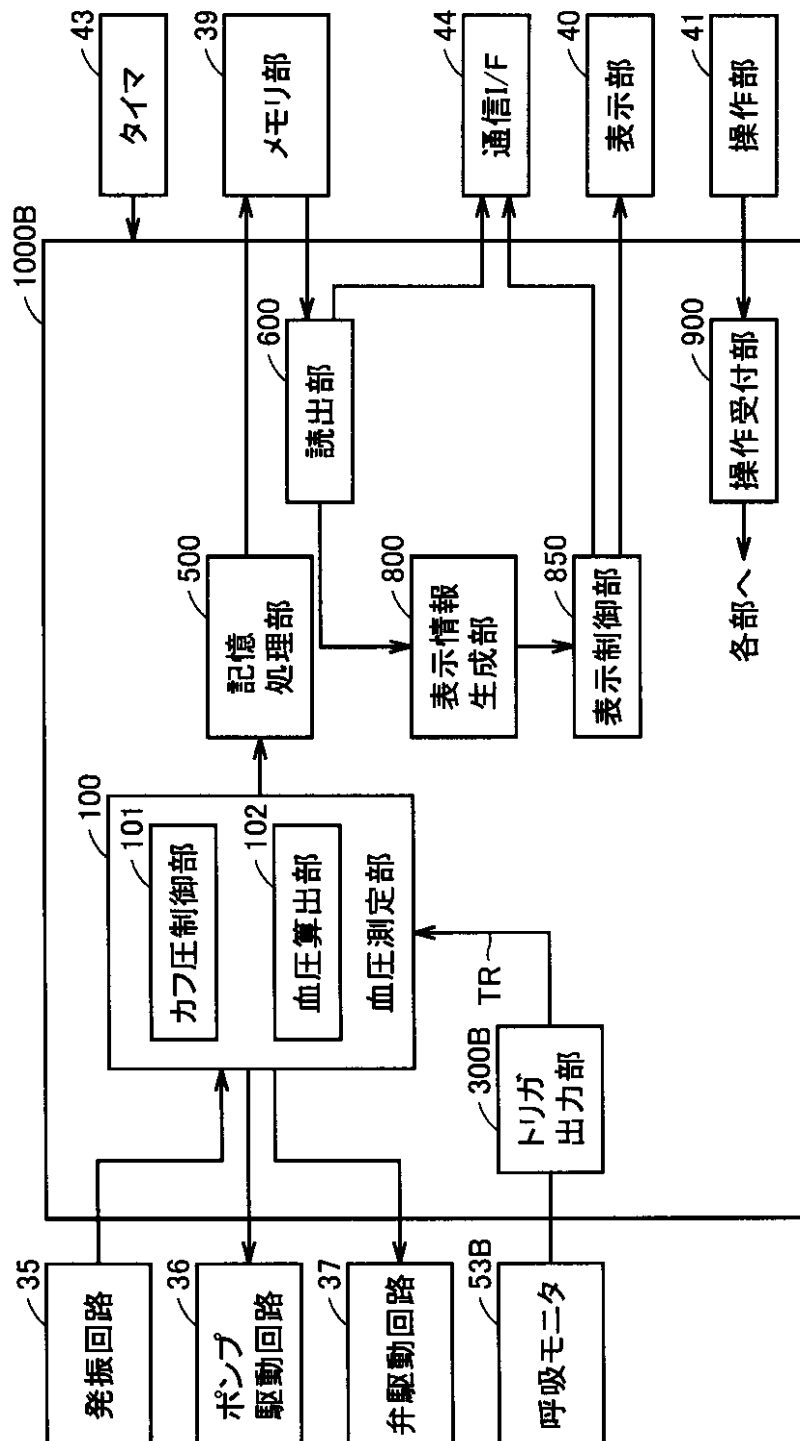 1000B
発振回路
35
ポンプ
駆動回路
36
弁駆動回路
37
呼吸モニタ
53B
100
カフ圧制御部
101
血圧算出部
102
血圧測定部
トリガ
出力部
300B
TR
記憶
処理部
500
読出部
600
表示情報
生成部
800
表示制御部
850
操作受付部
900
各部へ
タイマ
43
メモリ部
39
通信I/F
44
表示部
40
操作部
41